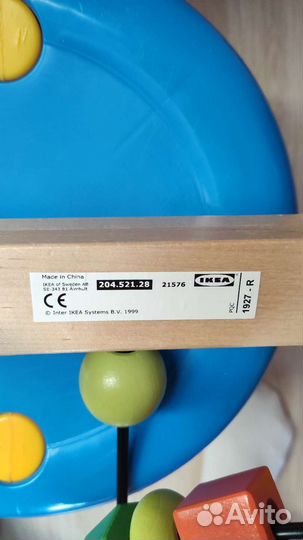 Made in China
IKEA of Sweden AB
SE-343 81 Älmhult
204.521.28
21576
IKEA
CE
© Inter IKEA Systems B.V. 1999
PQC
1927 - R
Avito